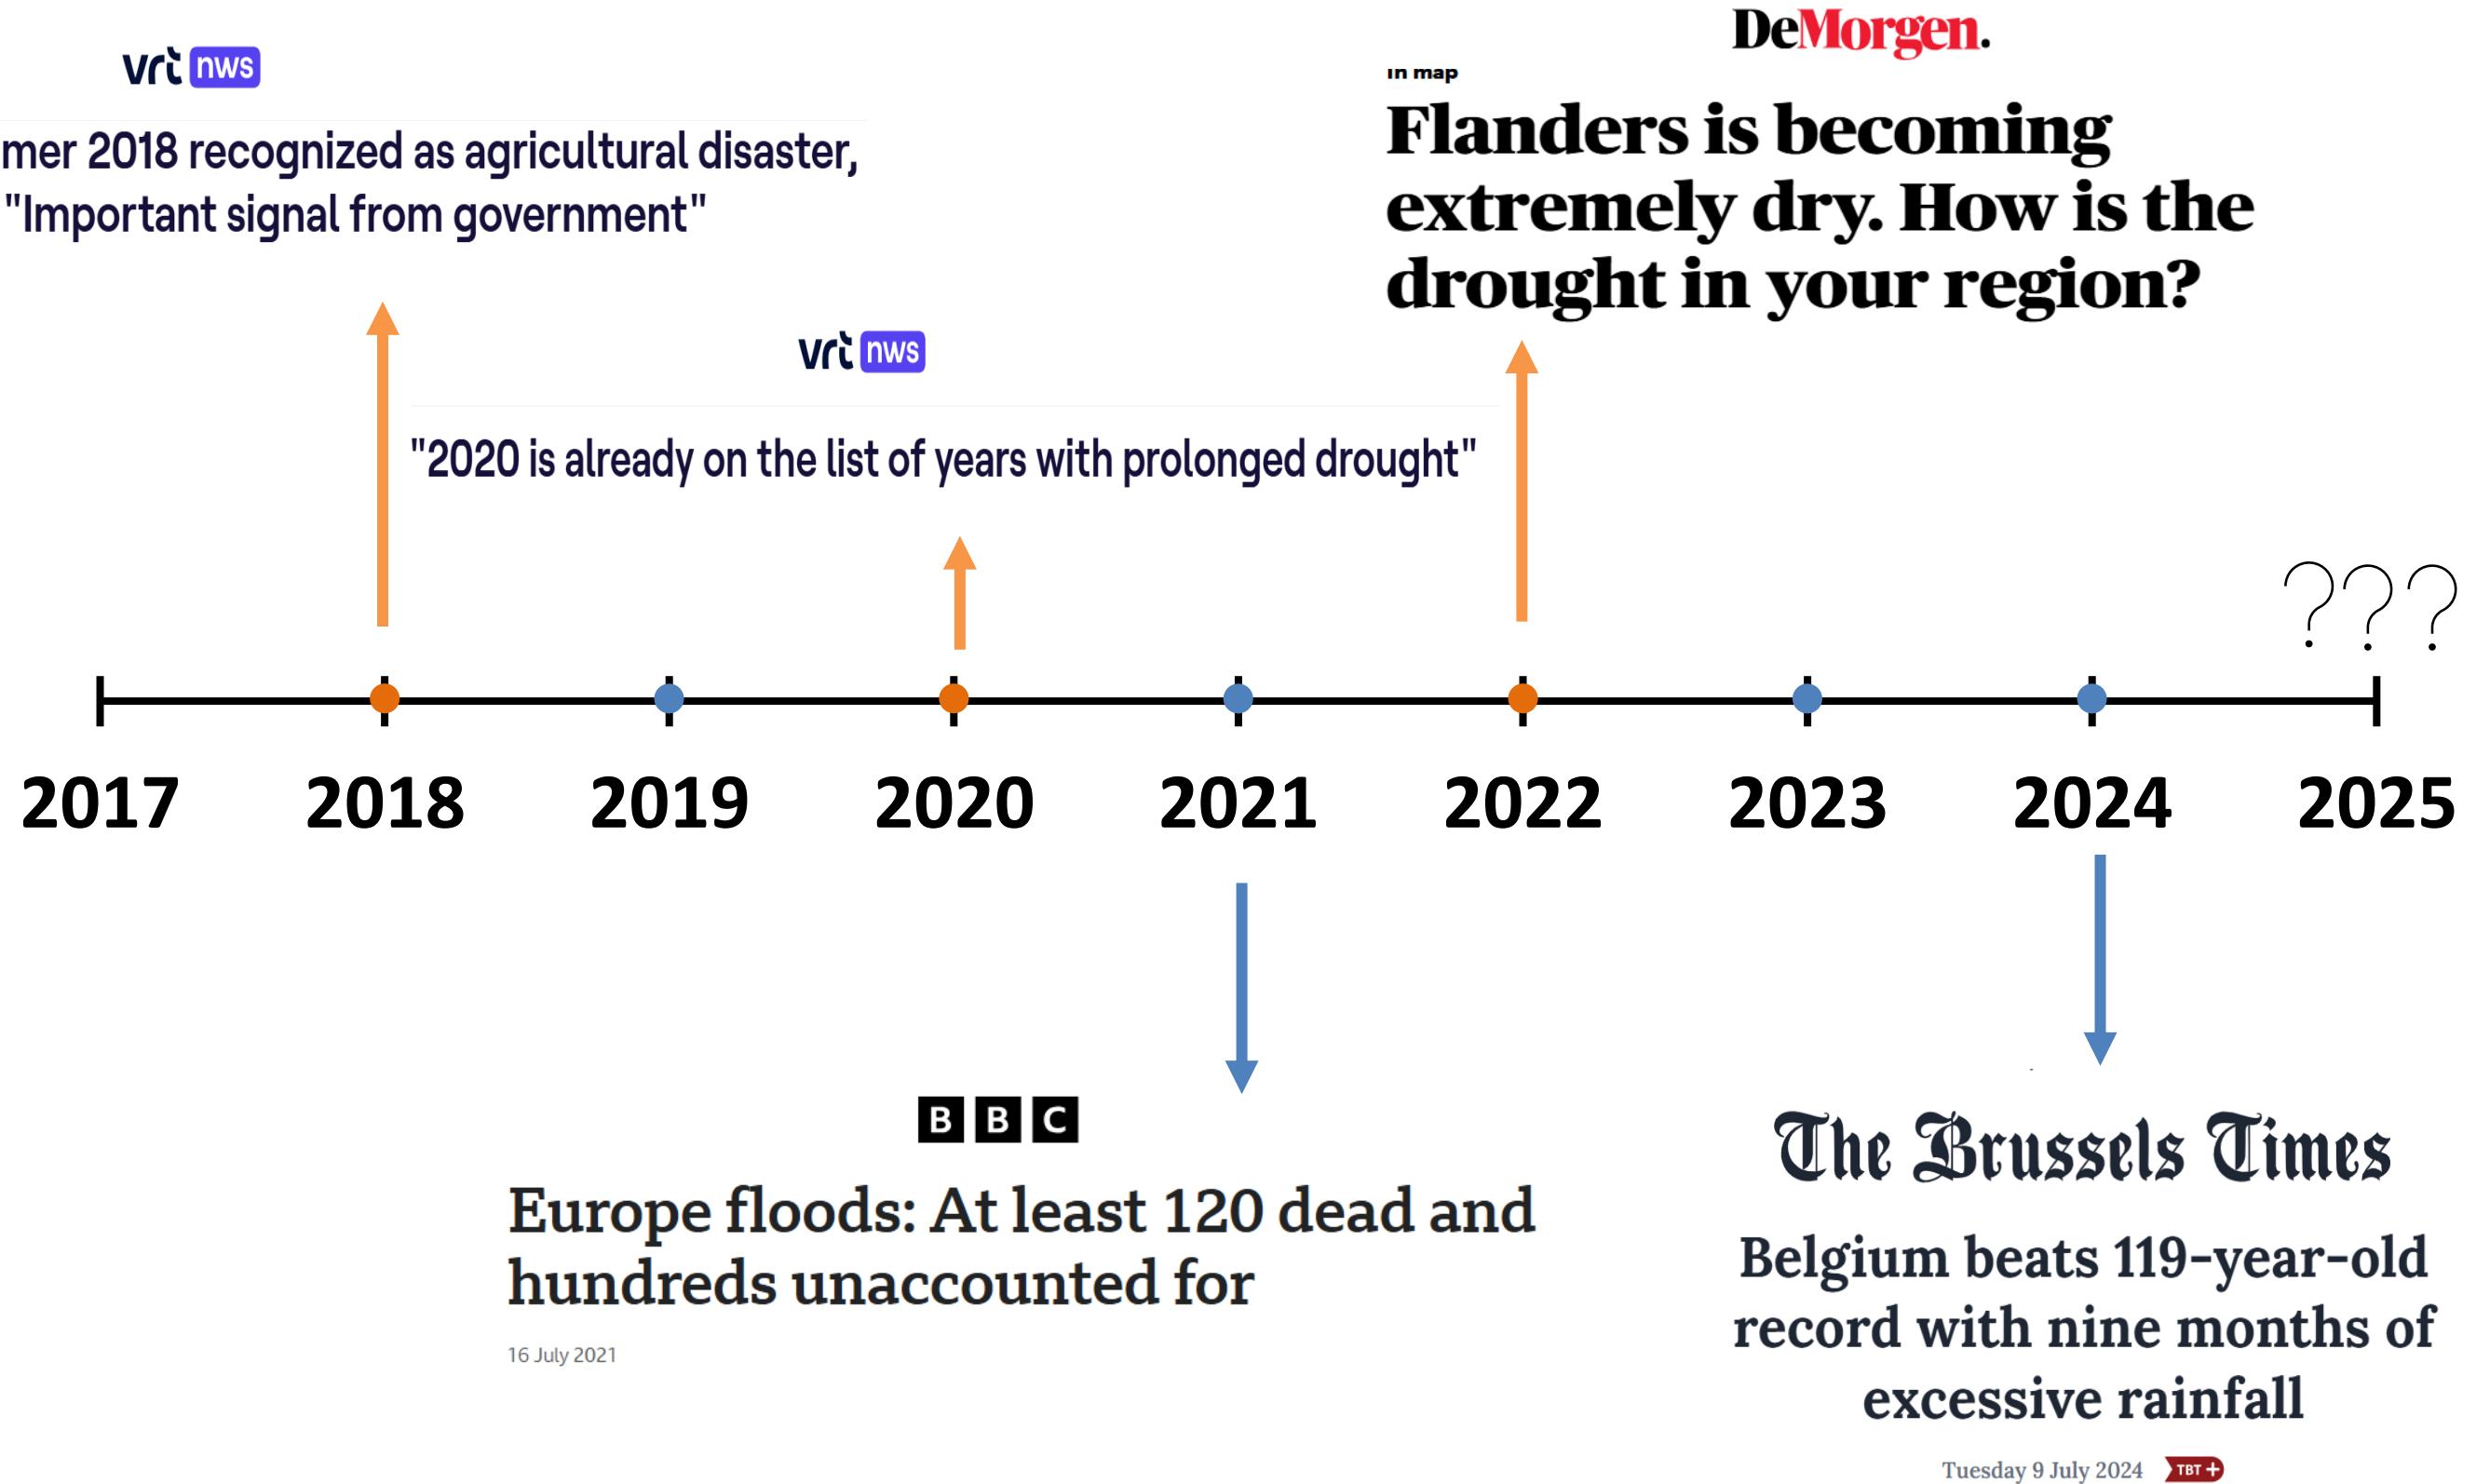 vrt nws
mer 2018 recognized as agricultural disaster,
"Important signal from government"
DeMorgen.
in map
Flanders is becoming
extremely dry. How is the
drought in your region?
vrt nws
"2020 is already on the list of years with prolonged drought"
???
2017 2018 2019 2020 2021 2022 2023 2024 2025
BBC
Europe floods: At least 120 dead and
hundreds unaccounted for
16 July 2021
The Brussels Times
Belgium beats 119-year-old
record with nine months of
excessive rainfall
Tuesday 9 July 2024 TBT +